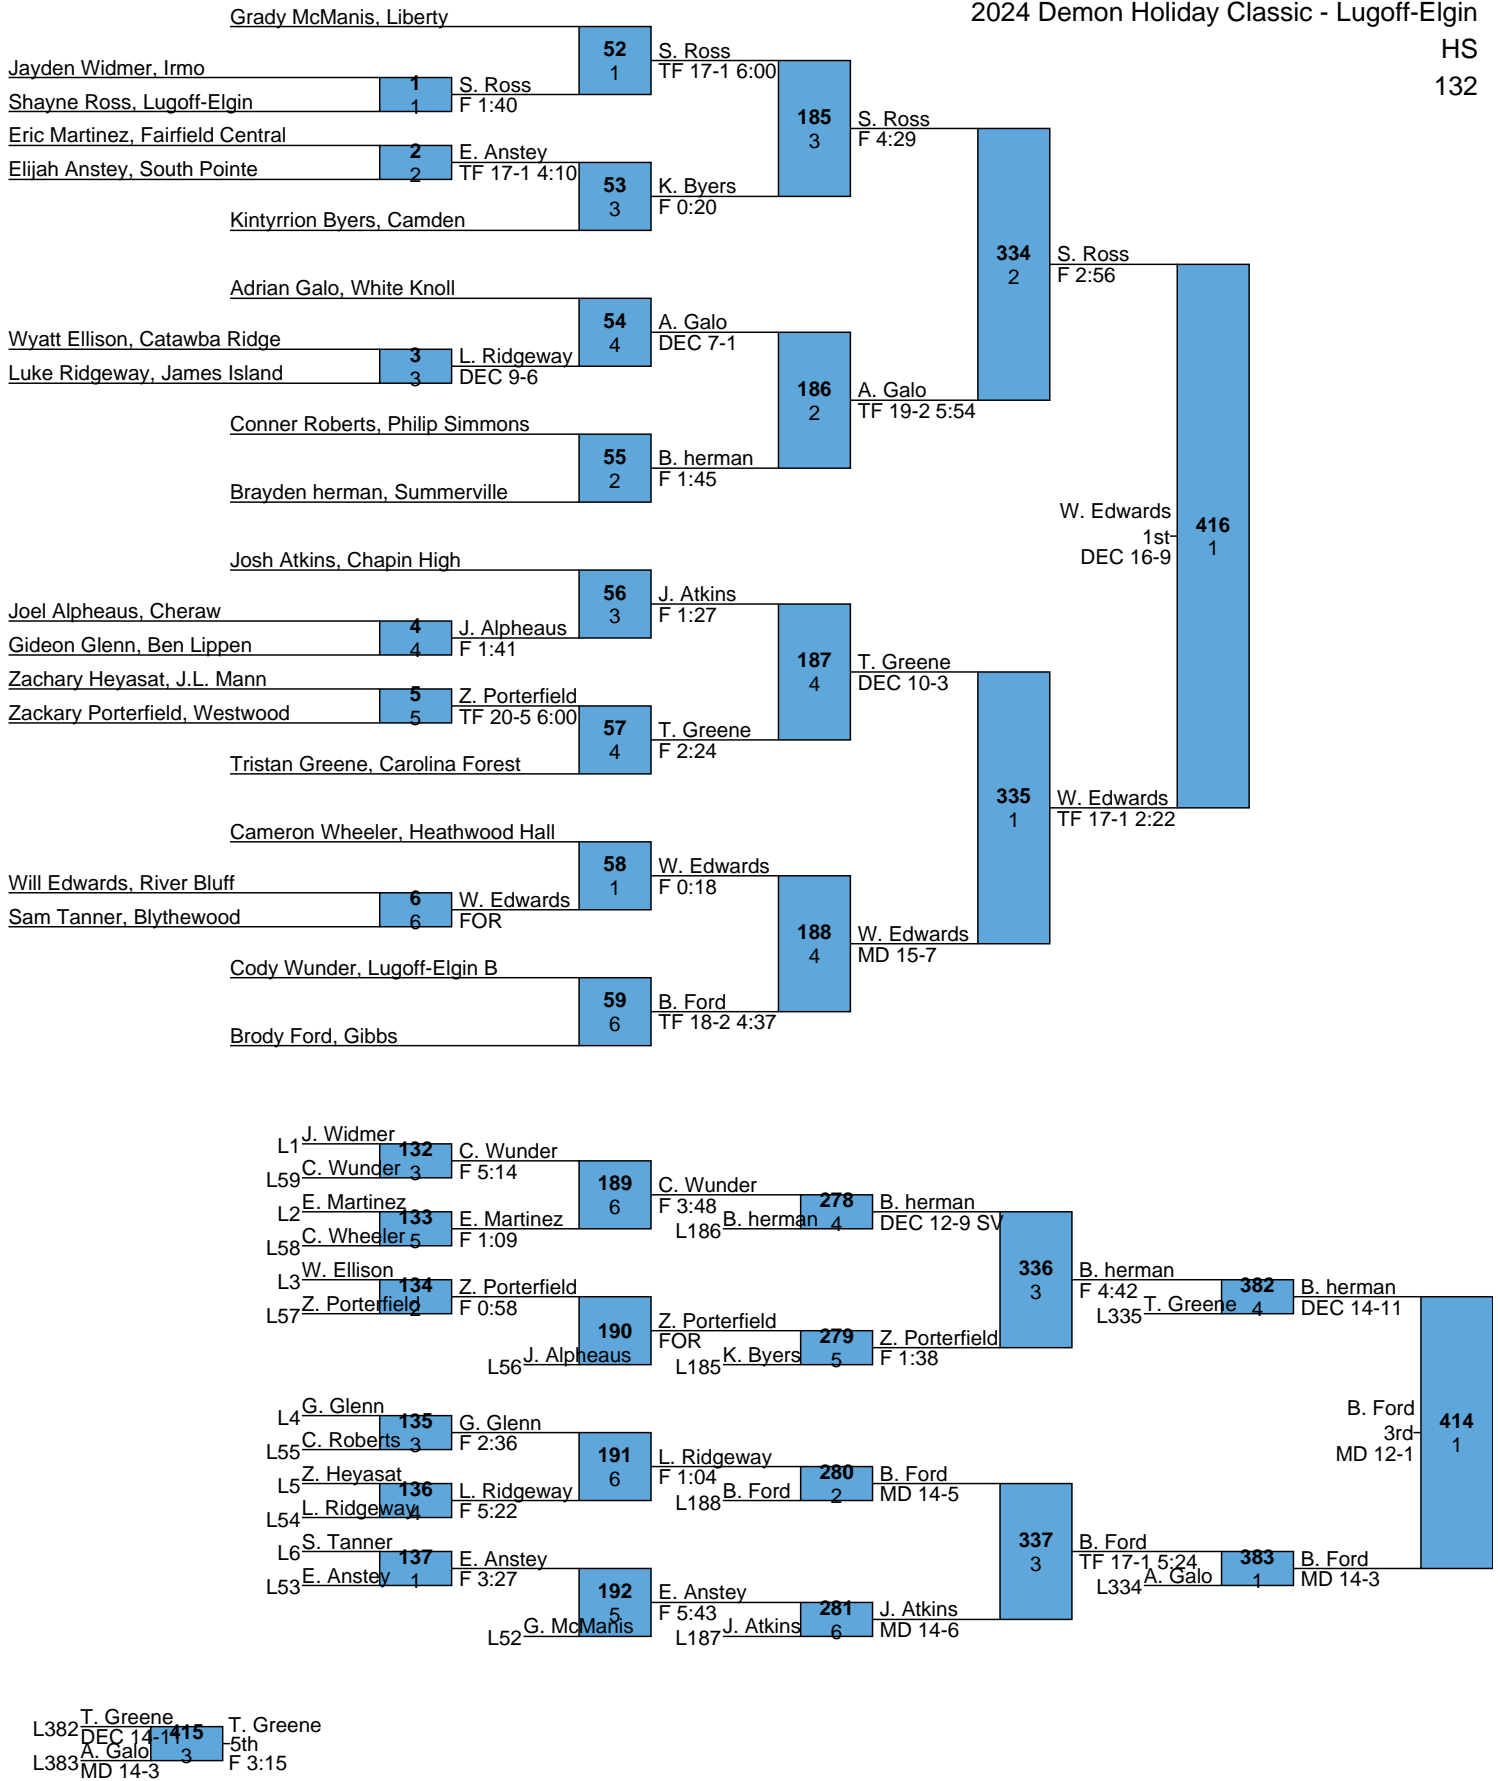 2024 Demon Holiday Classic - Lugoff-Elgin
HS
132
Grady McManis, Liberty
52
1
S. Ross
TF 17-1 6:00
Jayden Widmer, Irmo
Shayne Ross, Lugoff-Elgin
1
1
S. Ross
F 1:40
185
3
S. Ross
F 4:29
Eric Martinez, Fairfield Central
Elijah Anstey, South Pointe
2
2
E. Anstey
TF 17-1 4:10
53
3
K. Byers
F 0:20
Kintyrrion Byers, Camden
334
2
S. Ross
F 2:56
Adrian Galo, White Knoll
54
4
A. Galo
DEC 7-1
Wyatt Ellison, Catawba Ridge
Luke Ridgeway, James Island
3
3
L. Ridgeway
DEC 9-6
186
2
A. Galo
TF 19-2 5:54
Conner Roberts, Philip Simmons
55
2
B. herman
F 1:45
Brayden herman, Summerville
W. Edwards
1st
DEC 16-9
416
1
Josh Atkins, Chapin High
56
3
J. Atkins
F 1:27
Joel Alpheaus, Cheraw
Gideon Glenn, Ben Lippen
4
4
J. Alpheaus
F 1:41
187
4
T. Greene
DEC 10-3
Zachary Heyasat, J.L. Mann
Zackary Porterfield, Westwood
5
5
Z. Porterfield
TF 20-5 6:00
57
4
T. Greene
F 2:24
Tristan Greene, Carolina Forest
335
1
W. Edwards
TF 17-1 2:22
Cameron Wheeler, Heathwood Hall
58
1
W. Edwards
F 0:18
Will Edwards, River Bluff
Sam Tanner, Blythewood
6
6
W. Edwards
FOR
188
4
W. Edwards
MD 15-7
Cody Wunder, Lugoff-Elgin B
59
6
B. Ford
TF 18-2 4:37
Brody Ford, Gibbs
L1 J. Widmer
L59 C. Wunder
132
3
C. Wunder
F 5:14
189
6
C. Wunder
F 3:48
L186 B. herman
278
4
B. herman
DEC 12-9 SV
L2 E. Martinez
L58 C. Wheeler
133
5
E. Martinez
F 1:09
336
3
B. herman
F 4:42
L335 T. Greene
382
4
B. herman
DEC 14-11
L3 W. Ellison
L57 Z. Porterfield
134
2
Z. Porterfield
F 0:58
190
L56 J. Alpheaus
Z. Porterfield
FOR
L185 K. Byers
279
5
Z. Porterfield
F 1:38
L4 G. Glenn
L55 C. Roberts
135
3
G. Glenn
F 2:36
B. Ford
3rd
MD 12-1
414
1
191
6
L. Ridgeway
F 1:04
L188 B. Ford
280
2
B. Ford
MD 14-5
L5 Z. Heyasat
L54 L. Ridgeway
136
4
L. Ridgeway
F 5:22
337
3
B. Ford
TF 17-1 5:24
L334 A. Galo
383
1
B. Ford
MD 14-3
L6 S. Tanner
L53 E. Anstey
137
1
E. Anstey
F 3:27
192
5
L52 G. McManis
E. Anstey
F 5:43
L187 J. Atkins
281
6
J. Atkins
MD 14-6
L382 T. Greene
DEC 14-11
L383 A. Galo
MD 14-3
415
3
T. Greene
5th
F 3:15